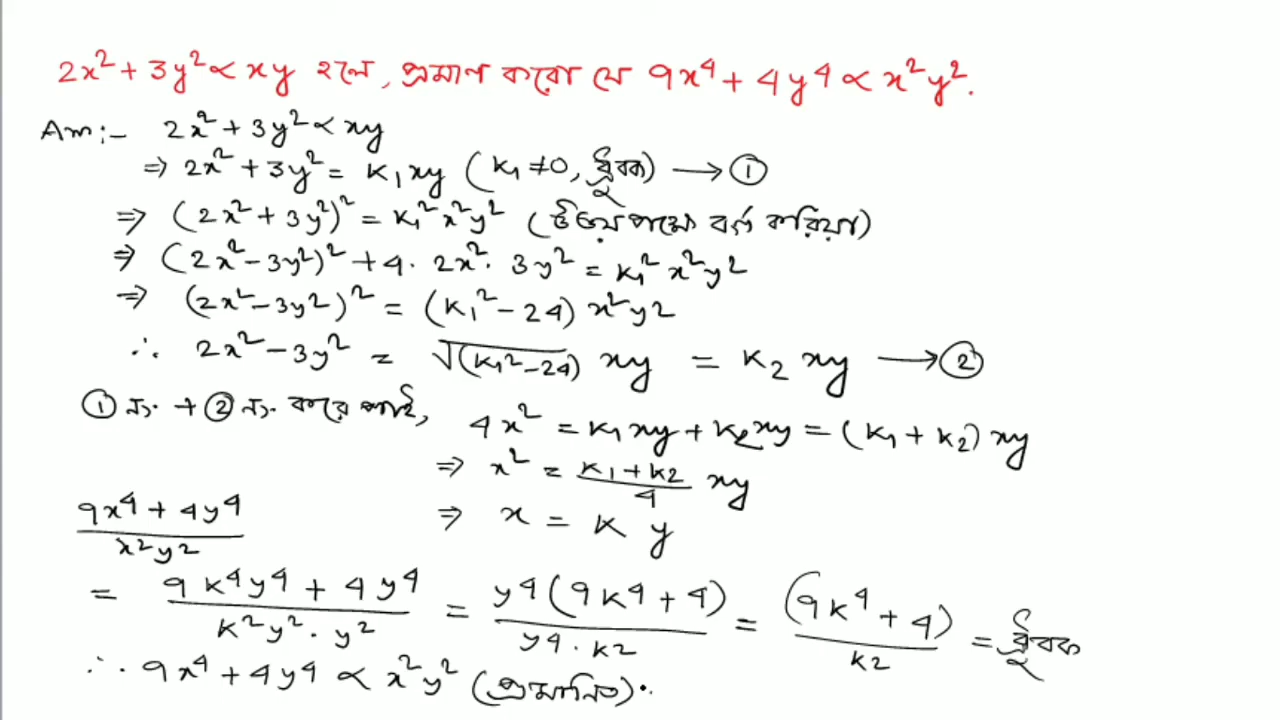 2x² + 3y² ∝ xy হলে, প্রমাণ করো যে 9x⁴ + 4y⁴ ∝ x²y².
Ans:- 2x² + 3y² ∝ xy
⇒ 2x² + 3y² = K₁xy (K₁ ≠ 0, ধ্রুবক) → ①
⇒ (2x² + 3y²)² = K₁²x²y² (উভয়পক্ষে বর্গ করিয়া)
⇒ (2x² - 3y²)² + 4. 2x². 3y² = K₁² x²y²
⇒ (2x² - 3y²)² = (K₁² - 24) x²y²
∴ 2x² - 3y² = √(K₁² - 24) xy = K₂ xy → ②
① নং + ② নং করে পাই, 4x² = K₁xy + K₂xy = (K₁ + K₂) xy
⇒ x² = (K₁ + K₂)/4 xy
⇒ x = K y
(9x⁴ + 4y⁴)/(x²y²)
= (9K⁴y⁴ + 4y⁴)/(K²y². y²) = y⁴(9K⁴ + 4)/(y⁴. K2) = (9K⁴ + 4)/K2 = ধ্রুবক
∴ 9x⁴ + 4y⁴ ∝ x²y² (প্রমানিত).